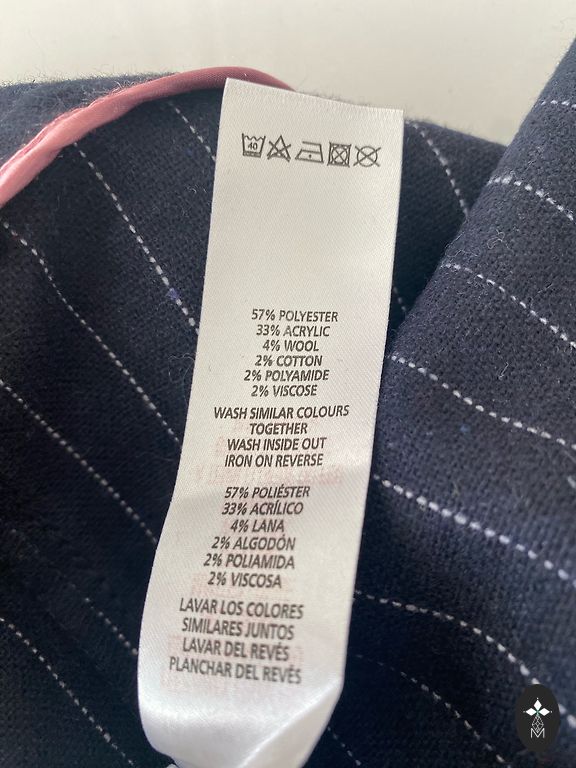 40
57% POLYESTER
33% ACRYLIC
4% WOOL
2% COTTON
2% POLYAMIDE
2% VISCOSE
WASH SIMILAR COLOURS
TOGETHER
WASH INSIDE OUT
IRON ON REVERSE
57% POLIÉSTER
33% ACRÍLICO
4% LANA
2% ALGODÓN
2% POLIAMIDA
2% VISCOSA
LAVAR LOS COLORES
SIMILARES JUNTOS
LAVAR DEL REVÉS
PLANCHAR DEL REVÉS
M